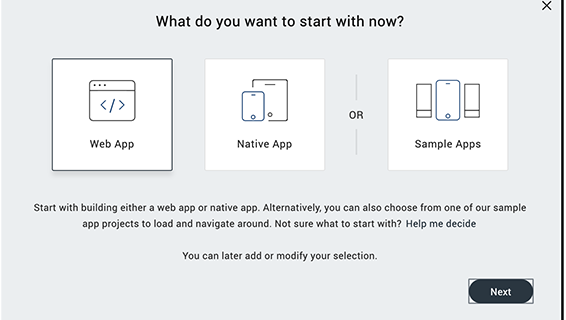 What do you want to start with now?
</>
Web App
Native App
OR
Sample Apps
Start with building either a web app or native app. Alternatively, you can also choose from one of our sample
app projects to load and navigate around. Not sure what to start with? Help me decide
You can later add or modify your selection.
Next